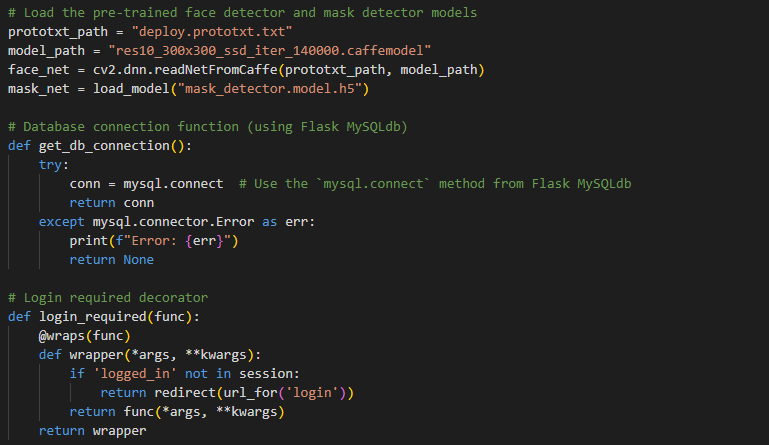 # Load the pre-trained face detector and mask detector models
prototxt_path = "deploy.prototxt.txt"
model_path = "res10_300x300_ssd_iter_140000.caffemodel"
face_net = cv2.dnn.readNetFromCaffe(prototxt_path, model_path)
mask_net = load_model("mask_detector.model.h5")

# Database connection function (using Flask MySQLdb)
def get_db_connection():
    try:
        conn = mysql.connect  # Use the `mysql.connect` method from Flask MySQLdb
        return conn
    except mysql.connector.Error as err:
        print(f"Error: {err}")
        return None

# Login required decorator
def login_required(func):
    @wraps(func)
    def wrapper(*args, **kwargs):
        if 'logged_in' not in session:
            return redirect(url_for('login'))
        return func(*args, **kwargs)
    return wrapper